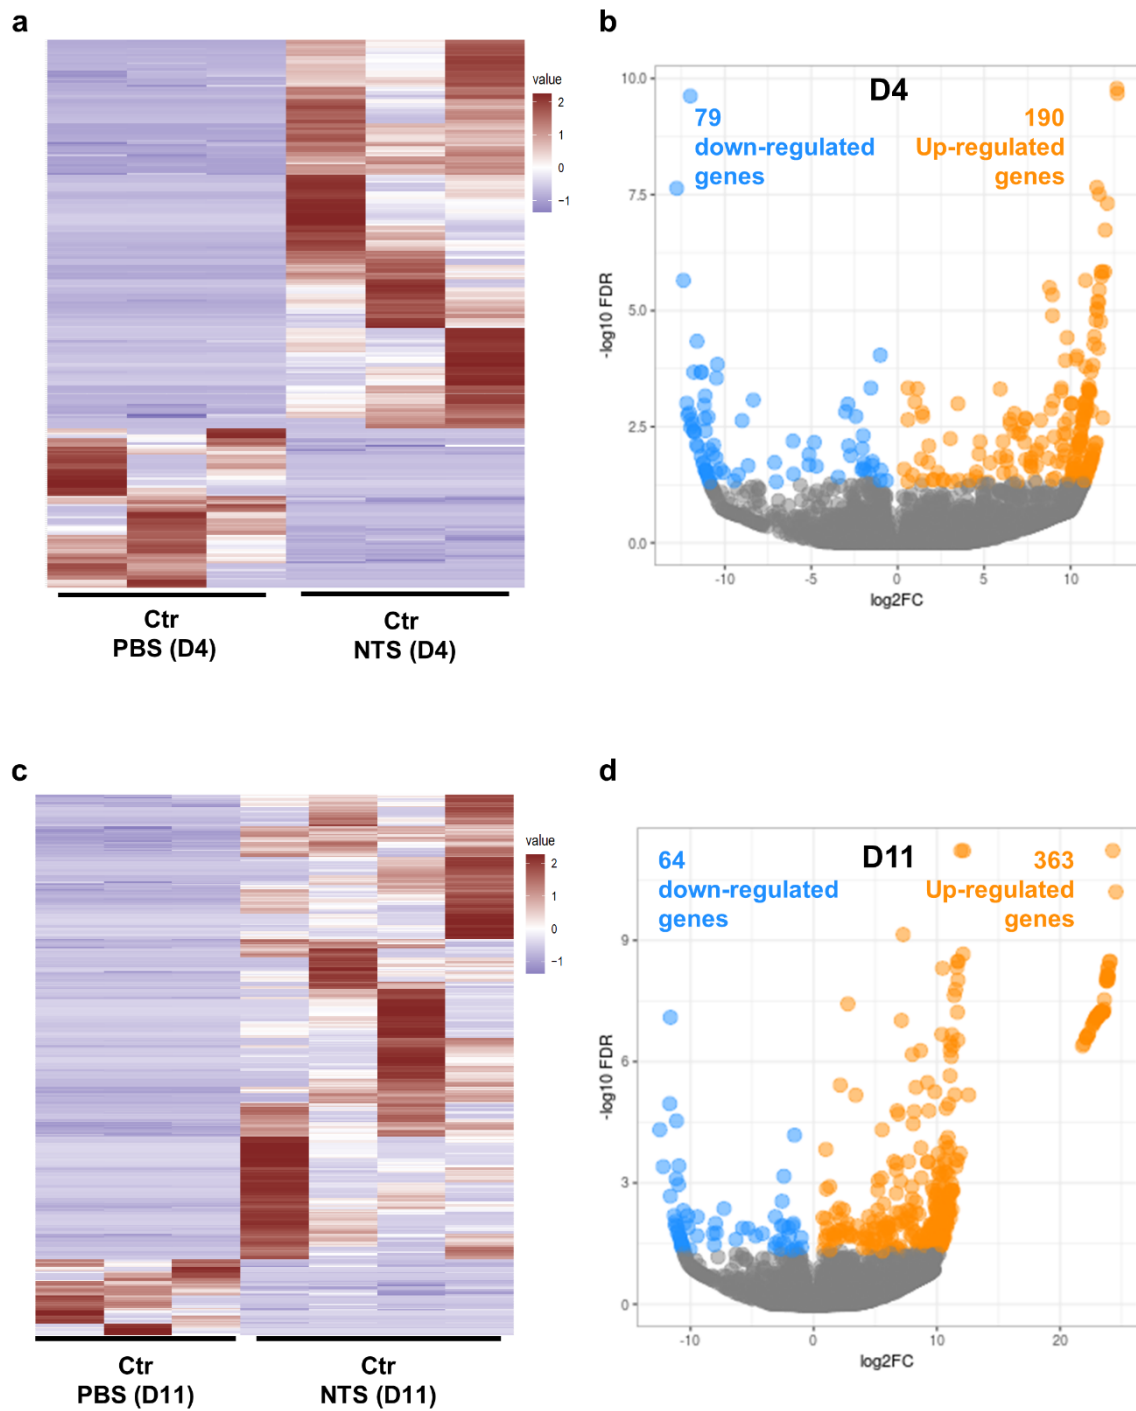 a
value
2
1
0
−1
Ctr
PBS (D4)
Ctr
NTS (D4)
b
D4
79
down-regulated
genes
190
Up-regulated
genes
10.0
7.5
5.0
2.5
0.0
-log10 FDR
-10
-5
0
5
10
log2FC
c
value
2
1
0
−1
Ctr
PBS (D11)
Ctr
NTS (D11)
d
D11
64
down-regulated
genes
363
Up-regulated
genes
9
6
3
0
-log10 FDR
-10
0
10
20
log2FC